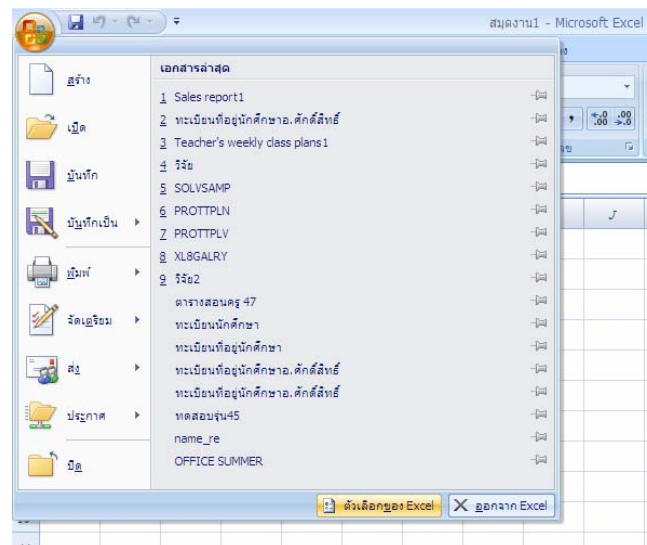 สมุดงาน1 - Microsoft Excel
สร้าง
เปิด
บันทึก
บันทึกเป็น
พิมพ์
จัดเตรียม
ส่ง
ประกาศ
ปิด
เอกสารล่าสุด
1 Sales report1
2 ทะเบียนที่อยู่นักศึกษาอ.ศักดิ์สิทธิ์
3 Teacher's weekly class plans1
4 วิจัย
5 SOLVSAMP
6 PROTTPLN
7 PROTTPLV
8 XL8GALRY
9 วิจัย2
ตารางสอนครู 47
ทะเบียนนักศึกษา
ทะเบียนที่อยู่นักศึกษา
ทะเบียนที่อยู่นักศึกษาอ.ศักดิ์สิทธิ์
ทะเบียนที่อยู่นักศึกษาอ.ศักดิ์สิทธิ์
ทดสอบรุ่น45
name_re
OFFICE SUMMER
ตัวเลือกของ Excel
ออกจาก Excel
J